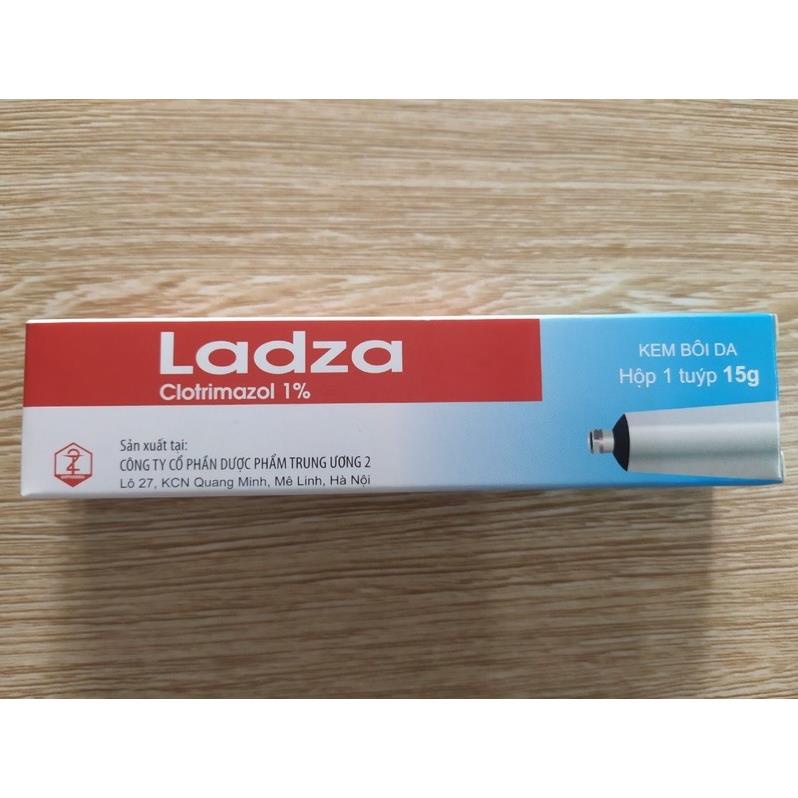 Ladza
Clotrimazol 1%
KEM BÔI DA
Hộp 1 tuýp 15g
Sản xuất tại:
CÔNG TY CỔ PHẦN DƯỢC PHẨM TRUNG ƯƠNG 2
Lô 27, KCN Quang Minh, Mê Linh, Hà Nội